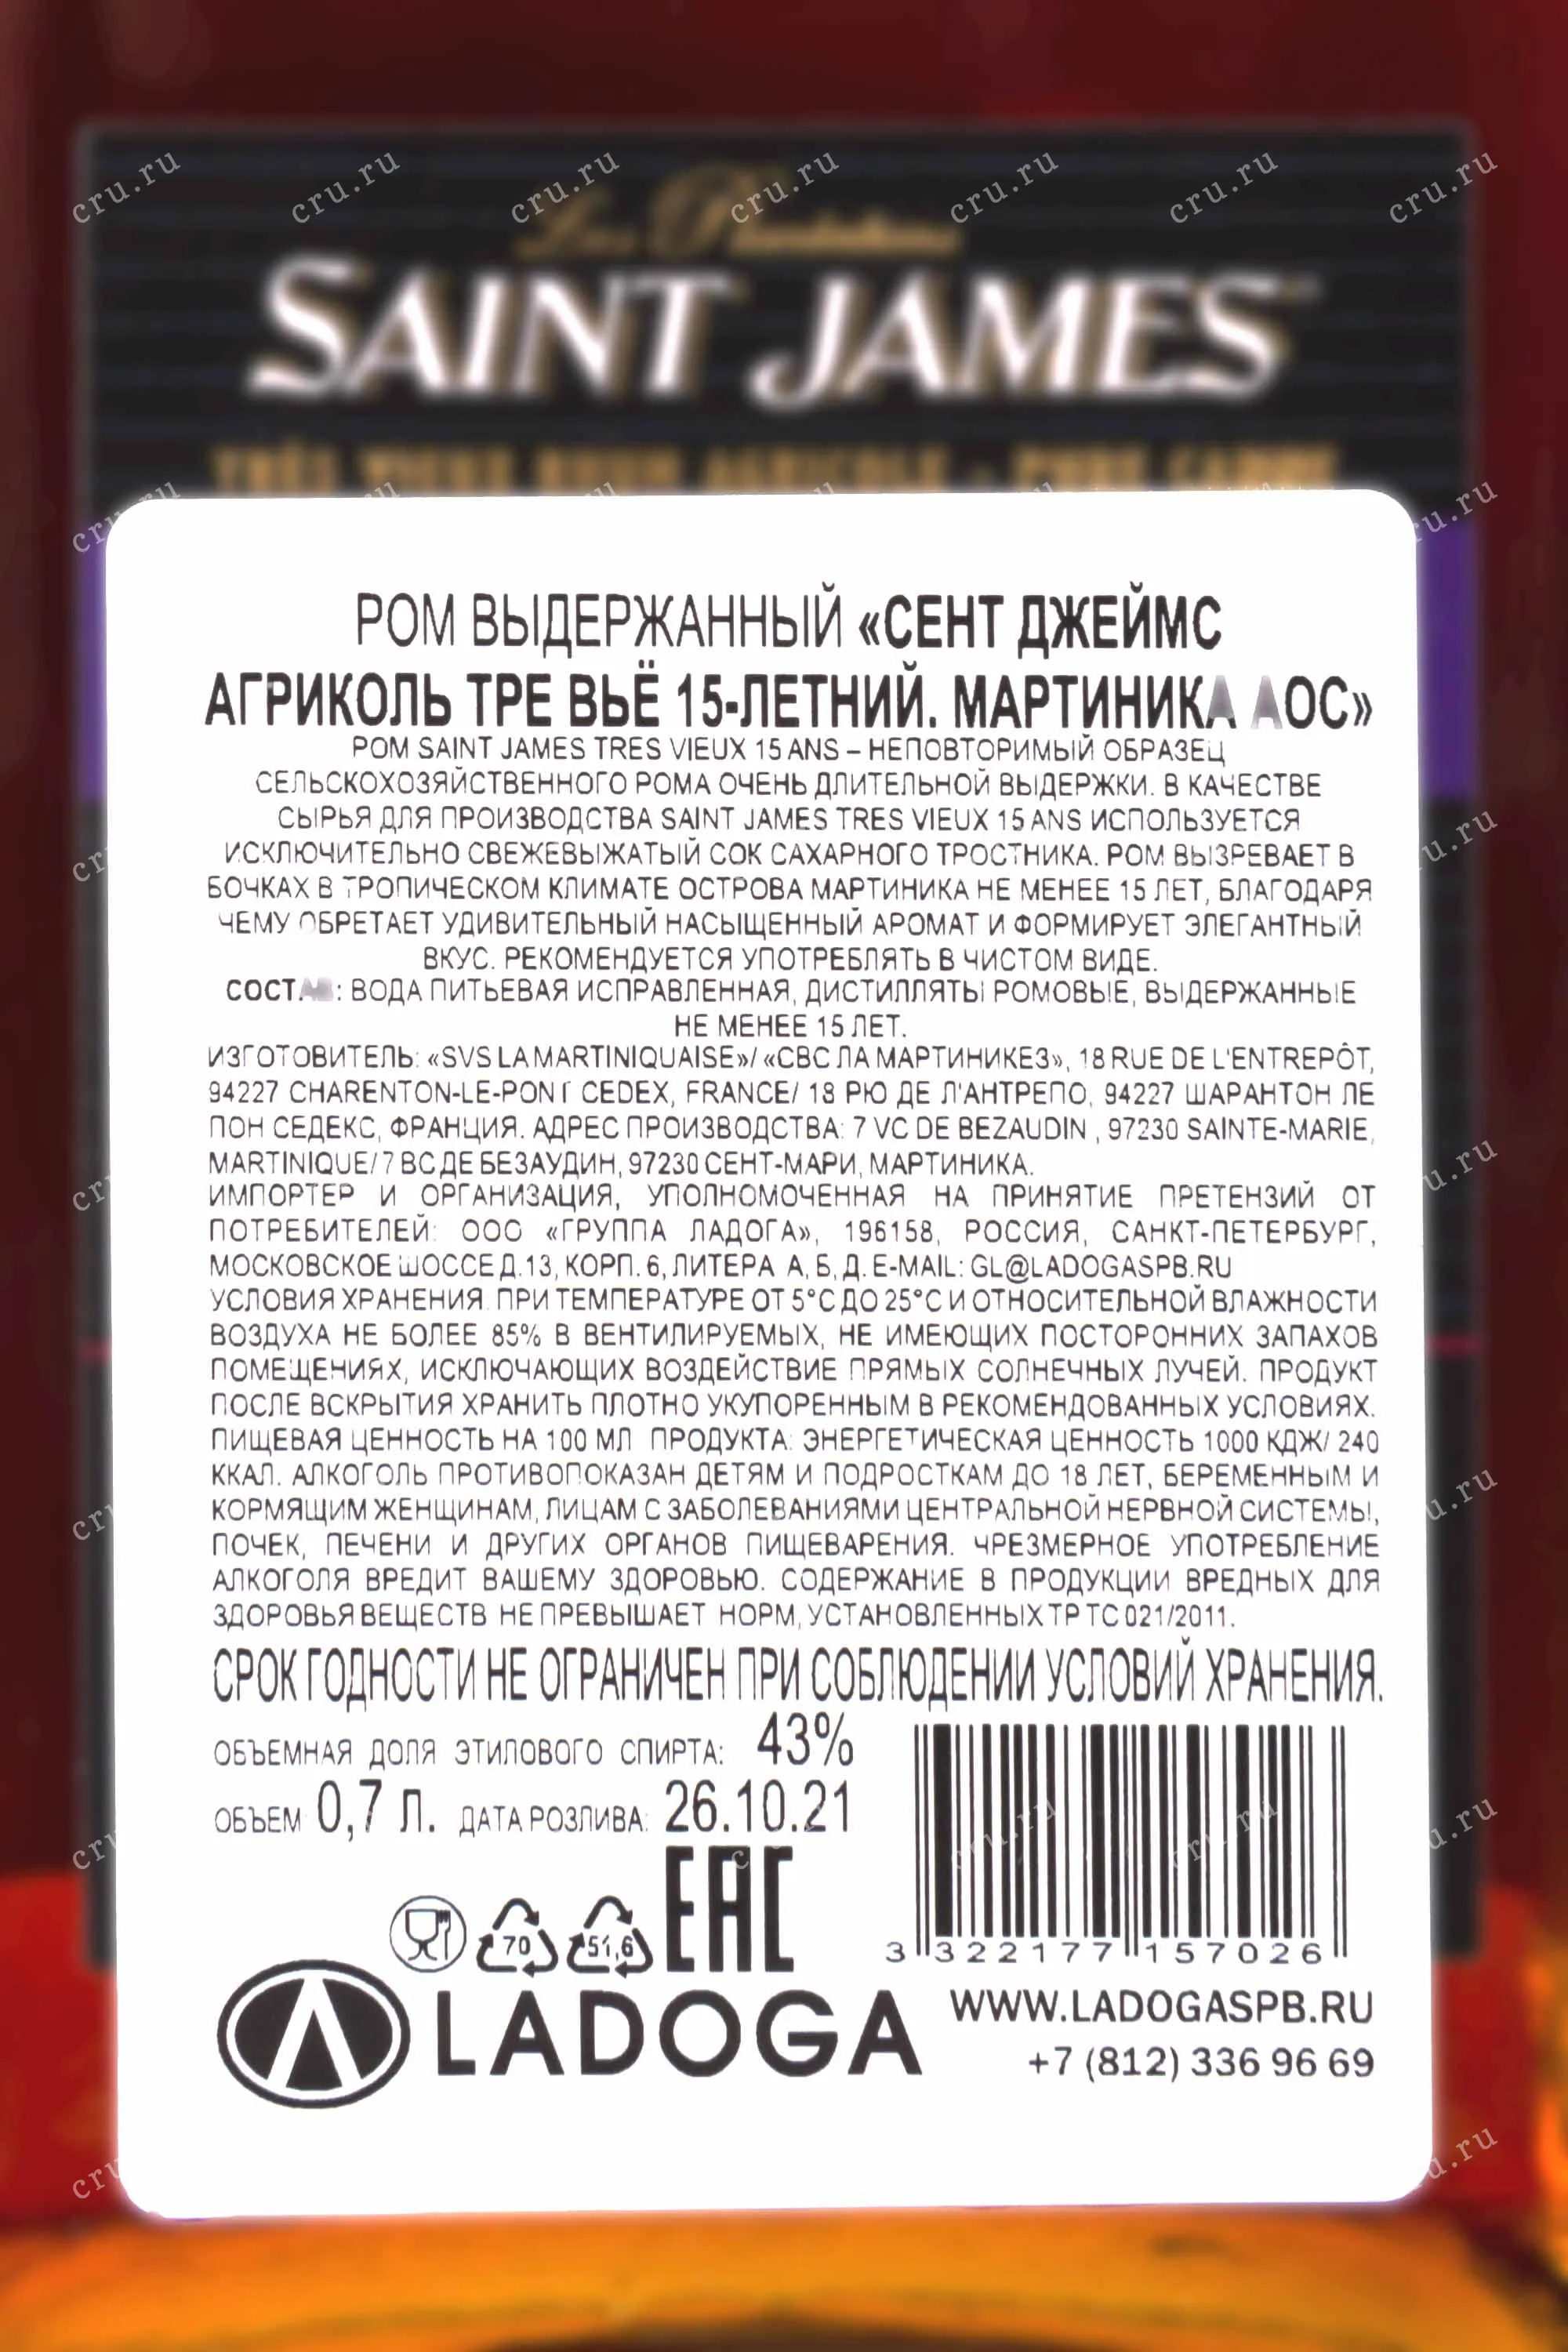 Les Plantations
SAINT JAMES
TRÈS VIEUX RHUM AGRICOLE - PURE CANNE
РОМ ВЫДЕРЖАННЫЙ «СЕНТ ДЖЕЙМС
АГРИКОЛЬ ТРЕ ВЬЁ 15-ЛЕТНИЙ. МАРТИНИКА АОС»
РОМ SAINT JAMES TRES VIEUX 15 ANS – НЕПОВТОРИМЫЙ ОБРАЗЕЦ
СЕЛЬСКОХОЗЯЙСТВЕННОГО РОМА ОЧЕНЬ ДЛИТЕЛЬНОЙ ВЫДЕРЖКИ. В КАЧЕСТВЕ
СЫРЬЯ ДЛЯ ПРОИЗВОДСТВА SAINT JAMES TRES VIEUX 15 ANS ИСПОЛЬЗУЕТСЯ
ИСКЛЮЧИТЕЛЬНО СВЕЖЕВЫЖАТЫЙ СОК САХАРНОГО ТРОСТНИКА. РОМ ВЫЗРЕВАЕТ В
БОЧКАХ В ТРОПИЧЕСКОМ КЛИМАТЕ ОСТРОВА МАРТИНИКА НЕ МЕНЕЕ 15 ЛЕТ, БЛАГОДАРЯ
ЧЕМУ ОБРЕТАЕТ УДИВИТЕЛЬНЫЙ НАСЫЩЕННЫЙ АРОМАТ И ФОРМИРУЕТ ЭЛЕГАНТНЫЙ
ВКУС. РЕКОМЕНДУЕТСЯ УПОТРЕБЛЯТЬ В ЧИСТОМ ВИДЕ.
СОСТАВ: ВОДА ПИТЬЕВАЯ ИСПРАВЛЕННАЯ, ДИСТИЛЛЯТЫ РОМОВЫЕ, ВЫДЕРЖАННЫЕ
НЕ МЕНЕЕ 15 ЛЕТ.
ИЗГОТОВИТЕЛЬ: «SVS LA MARTINIQUAISE»/ «СВС ЛА МАРТИНИКЕЗ», 18 RUE DE L'ENTREPÔT,
94227 CHARENTON-LE-PONT CEDEX, FRANCE/ 18 РЮ ДЕ Л'АНТРЕПО, 94227 ШАРАНТОН ЛЕ
ПОН СЕДЕКС, ФРАНЦИЯ. АДРЕС ПРОИЗВОДСТВА: 7 VC DE BEZAUDIN , 97230 SAINTE-MARIE,
MARTINIQUE/ 7 ВС ДЕ БЕЗАУДИН, 97230 СЕНТ-МАРИ, МАРТИНИКА.
ИМПОРТЕР И ОРГАНИЗАЦИЯ, УПОЛНОМОЧЕННАЯ НА ПРИНЯТИЕ ПРЕТЕНЗИЙ ОТ
ПОТРЕБИТЕЛЕЙ: ООО «ГРУППА ЛАДОГА», 196158, РОССИЯ, САНКТ-ПЕТЕРБУРГ,
МОСКОВСКОЕ ШОССЕ Д.13, КОРП. 6, ЛИТЕРА А, Б, Д. E-MAIL: GL@LADOGASPB.RU
УСЛОВИЯ ХРАНЕНИЯ: ПРИ ТЕМПЕРАТУРЕ ОТ 5°С ДО 25°С И ОТНОСИТЕЛЬНОЙ ВЛАЖНОСТИ
ВОЗДУХА НЕ БОЛЕЕ 85% В ВЕНТИЛИРУЕМЫХ, НЕ ИМЕЮЩИХ ПОСТОРОННИХ ЗАПАХОВ
ПОМЕЩЕНИЯХ, ИСКЛЮЧАЮЩИХ ВОЗДЕЙСТВИЕ ПРЯМЫХ СОЛНЕЧНЫХ ЛУЧЕЙ. ПРОДУКТ
ПОСЛЕ ВСКРЫТИЯ ХРАНИТЬ ПЛОТНО УКУПОРЕННЫМ В РЕКОМЕНДОВАННЫХ УСЛОВИЯХ.
ПИЩЕВАЯ ЦЕННОСТЬ НА 100 МЛ ПРОДУКТА: ЭНЕРГЕТИЧЕСКАЯ ЦЕННОСТЬ 1000 КДЖ/ 240
ККАЛ. АЛКОГОЛЬ ПРОТИВОПОКАЗАН ДЕТЯМ И ПОДРОСТКАМ ДО 18 ЛЕТ, БЕРЕМЕННЫМ И
КОРМЯЩИМ ЖЕНЩИНАМ, ЛИЦАМ С ЗАБОЛЕВАНИЯМИ ЦЕНТРАЛЬНОЙ НЕРВНОЙ СИСТЕМЫ,
ПОЧЕК, ПЕЧЕНИ И ДРУГИХ ОРГАНОВ ПИЩЕВАРЕНИЯ. ЧРЕЗМЕРНОЕ УПОТРЕБЛЕНИЕ
АЛКОГОЛЯ ВРЕДИТ ВАШЕМУ ЗДОРОВЬЮ. СОДЕРЖАНИЕ В ПРОДУКЦИИ ВРЕДНЫХ ДЛЯ
ЗДОРОВЬЯ ВЕЩЕСТВ НЕ ПРЕВЫШАЕТ НОРМ, УСТАНОВЛЕННЫХ ТР ТС 021/2011.
СРОК ГОДНОСТИ НЕ ОГРАНИЧЕН ПРИ СОБЛЮДЕНИИ УСЛОВИЙ ХРАНЕНИЯ.
ОБЪЕМНАЯ ДОЛЯ ЭТИЛОВОГО СПИРТА: 43%
ОБЪЕМ 0,7 Л. ДАТА РОЗЛИВА: 26.10.21
70 51,6 EAC
3 322177 157026
LADOGA
WWW.LADOGASPB.RU
+7 (812) 336 96 69
cru.ru